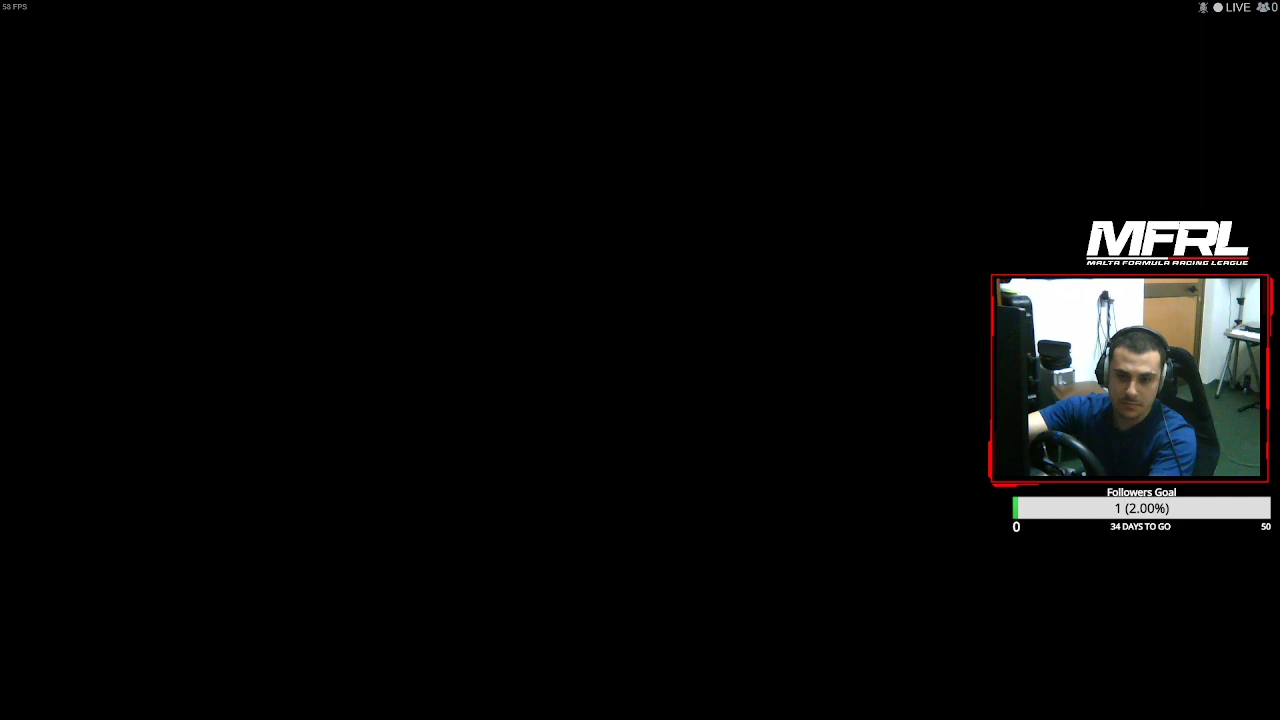 58 FPS
LIVE 0
MFRL
MALTA FORMULA RACING LEAGUE
Followers Goal
1 (2.00%)
0 34 DAYS TO GO 50